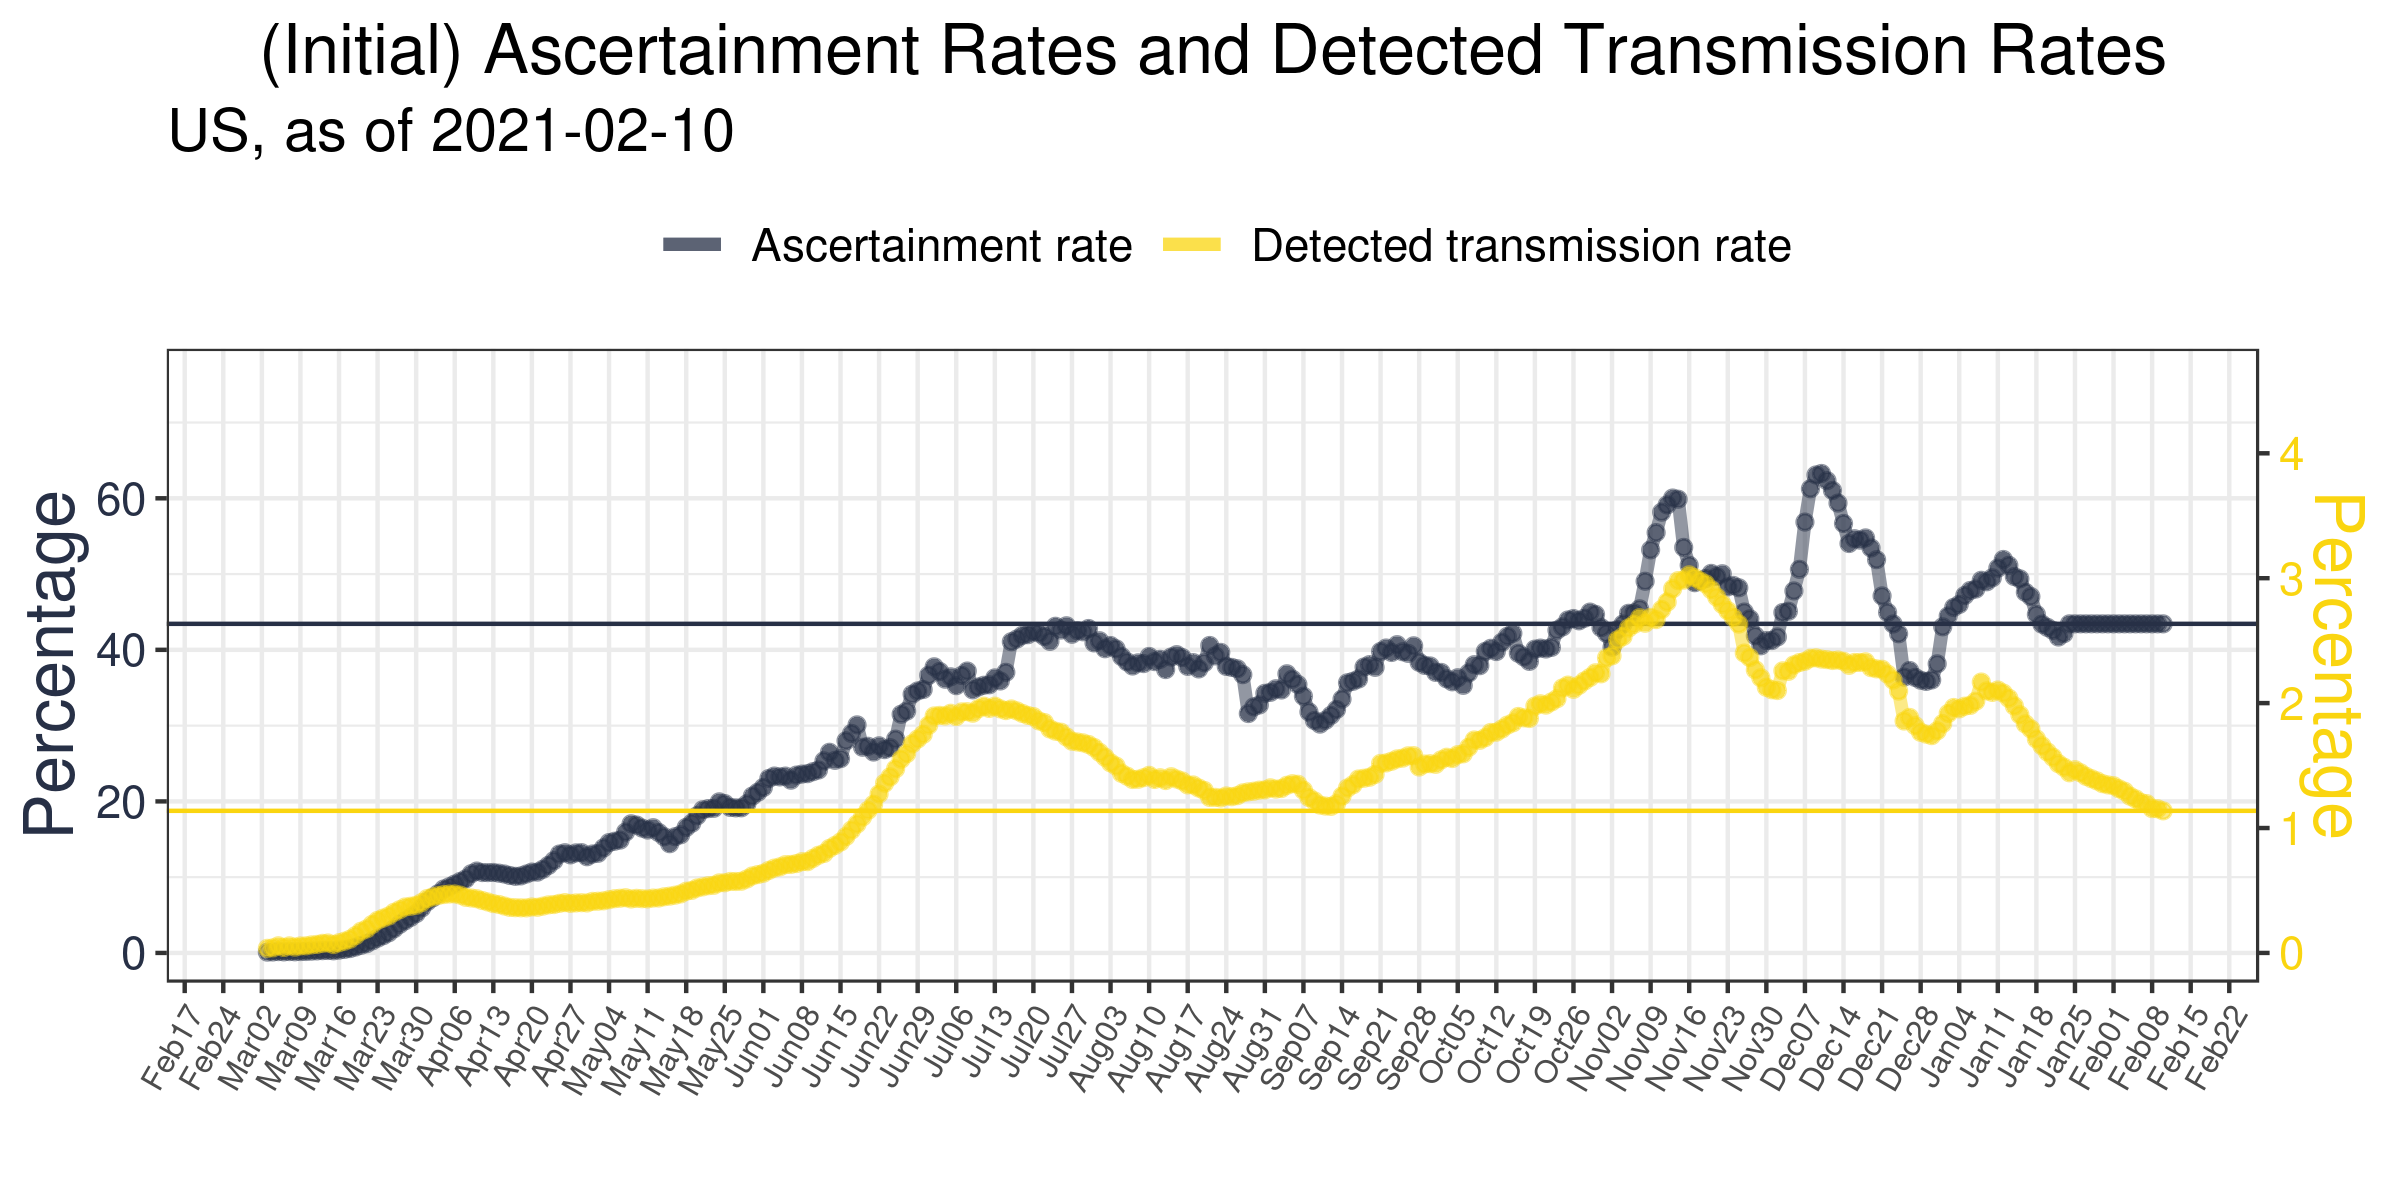 (Initial) Ascertainment Rates and Detected Transmission Rates
US, as of 2021-02-10
Ascertainment rate
Detected transmission rate
Percentage
60
40
20
0
4
3
2
1
0
Percentage
Feb17
Feb24
Mar02
Mar09
Mar16
Mar23
Mar30
Apr06
Apr13
Apr20
Apr27
May04
May11
May18
May25
Jun01
Jun08
Jun15
Jun22
Jun29
Jul06
Jul13
Jul20
Jul27
Aug03
Aug10
Aug17
Aug24
Aug31
Sep07
Sep14
Sep21
Sep28
Oct05
Oct12
Oct19
Oct26
Nov02
Nov09
Nov16
Nov23
Nov30
Dec07
Dec14
Dec21
Dec28
Jan04
Jan11
Jan18
Jan25
Feb01
Feb08
Feb15
Feb22